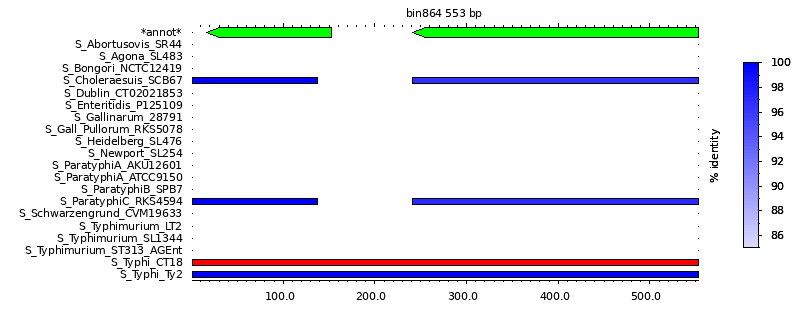 bin864 553 bp
*annot*
S_Abortusovis_SR44
S_Agona_SL483
S_Bongori_NCTC12419
S_Choleraesuis_SCB67
S_Dublin_CT02021853
S_Enteritidis_P125109
S_Gallinarum_28791
S_Gall_Pullorum_RKS5078
S_Heidelberg_SL476
S_Newport_SL254
S_ParatyphiA_AKU12601
S_ParatyphiA_ATCC9150
S_ParatyphiB_SPB7
S_ParatyphiC_RKS4594
S_Schwarzengrund_CVM19633
S_Typhimurium_LT2
S_Typhimurium_SL1344
S_Typhimurium_ST313_AGEnt
S_Typhi_CT18
S_Typhi_Ty2
100.0 200.0 300.0 400.0 500.0
% identity
100
98
96
94
92
90
88
86